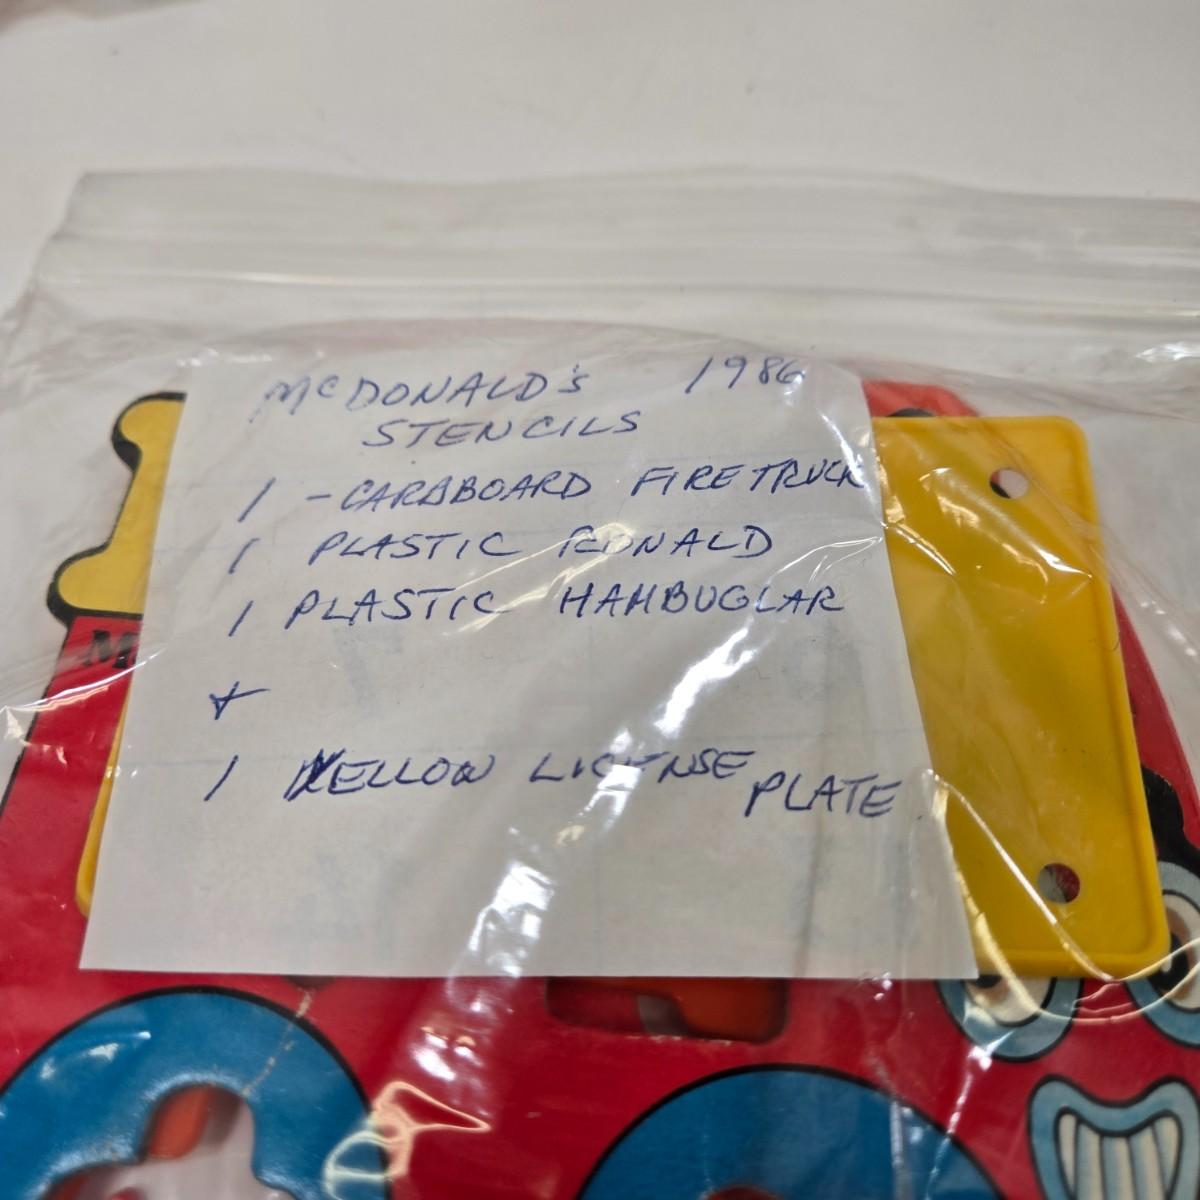 McDONALD'S 1986
STENCILS
1 - CARDBOARD FIRETRUCK
1 PLASTIC RONALD
1 PLASTIC HAMBUGLAR
+
1 YELLOW LICENSE PLATE
M